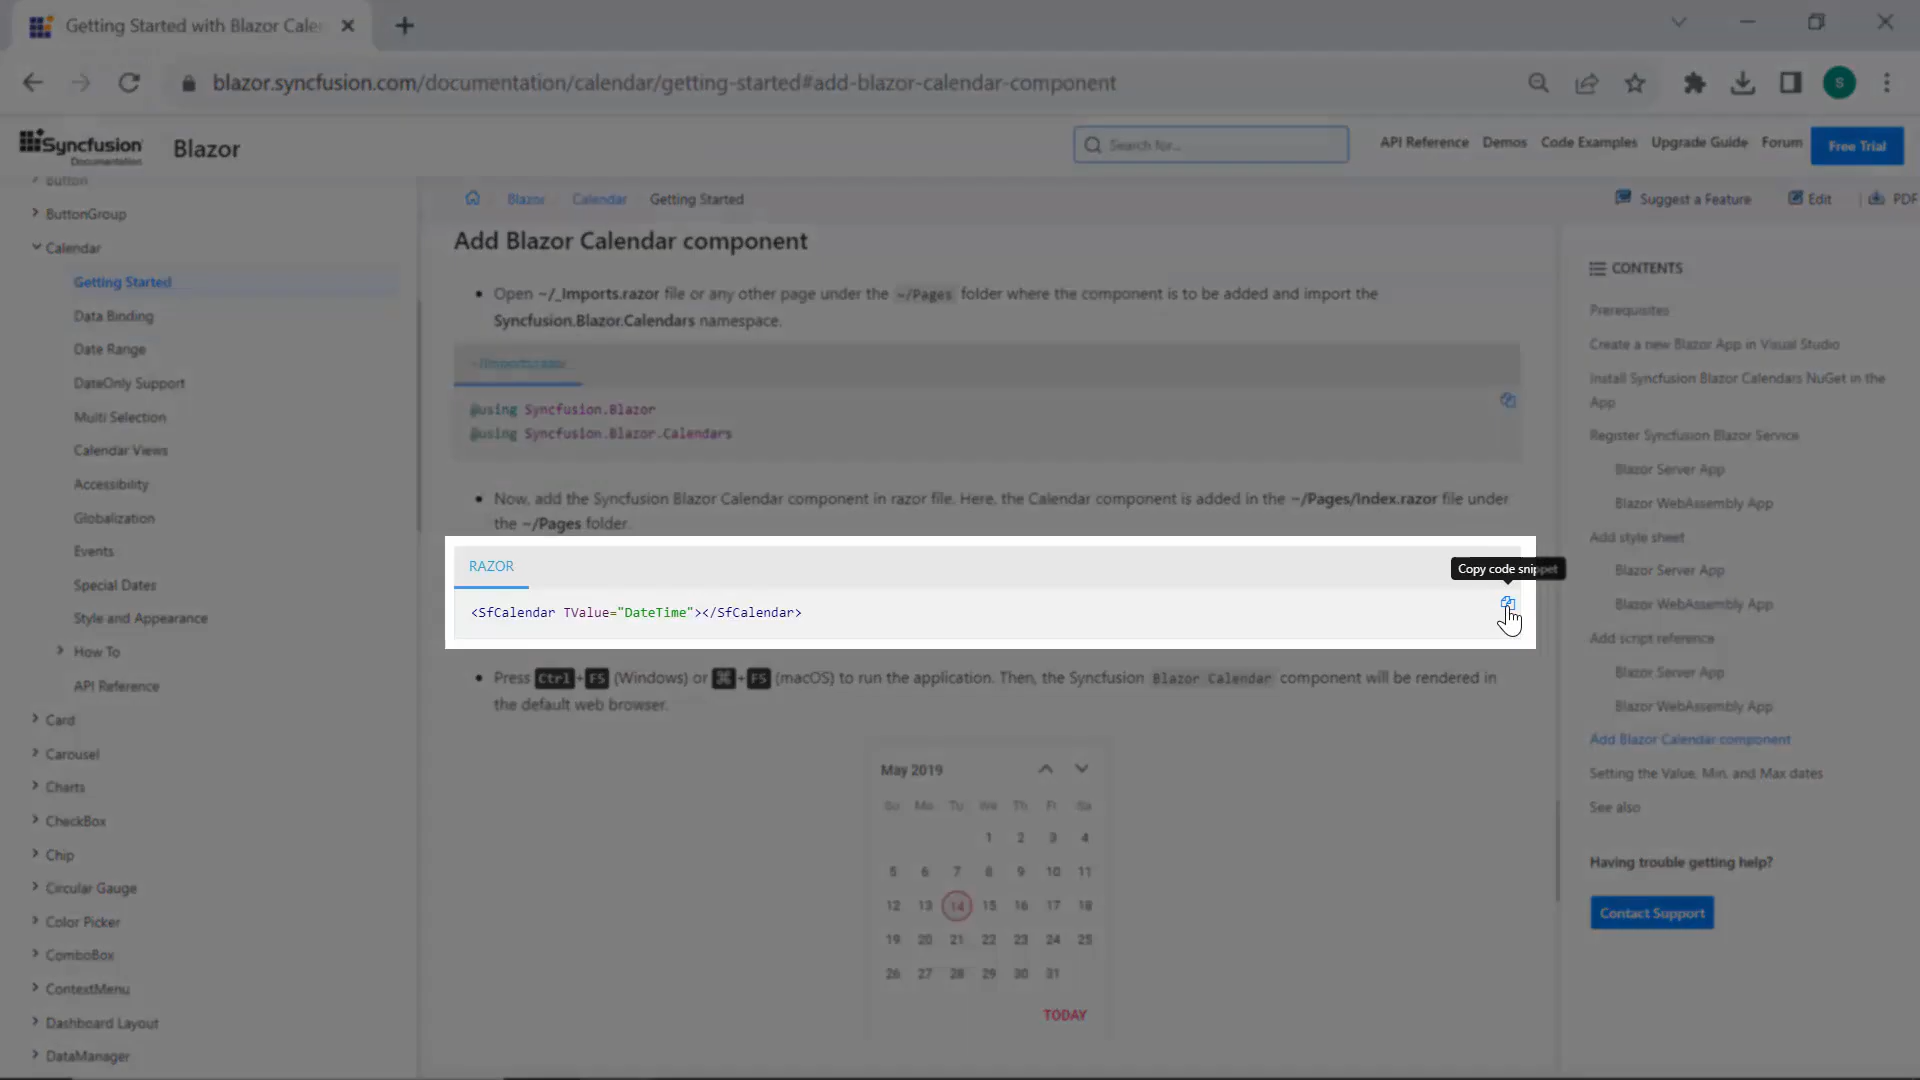 Getting Started with Blazor Cale
blazor.syncfusion.com/documentation/calendar/getting-started#add-blazor-calendar-component
S
Syncfusion
Documentation
Blazor
Search for...
API Reference
Demos
Code Examples
Upgrade Guide
Forum
Free Trial
Button
ButtonGroup
Calendar
Getting Started
Data Binding
Date Range
DateOnly Support
Multi Selection
Calendar Views
Accessibility
Globalization
Events
Special Dates
Style and Appearance
How To
API Reference
Card
Carousel
Charts
CheckBox
Chip
Circular Gauge
Color Picker
ComboBox
ContextMenu
Dashboard Layout
DataManager
Blazor
Calendar
Getting Started
Suggest a Feature
Edit
| PDF
Add Blazor Calendar component
• Open ~/_Imports.razor file or any other page under the ~/Pages folder where the component is to be added and import the
Syncfusion.Blazor.Calendars namespace.
@using Syncfusion.Blazor
@using Syncfusion.Blazor.Calendars
• Now, add the Syncfusion Blazor Calendar component in razor file. Here, the Calendar component is added in the ~/Pages/Index.razor file under
the ~/Pages folder.
RAZOR
Copy code snippet
<SfCalendar TValue="DateTime"></SfCalendar>
• Press Ctrl+F5 (Windows) or ⌘+F5 (macOS) to run the application. Then, the Syncfusion Blazor Calendar component will be rendered in
the default web browser.
May 2019
Su Mo Tu We Th Fr Sa
1 2 3 4
5 6 7 8 9 10 11
12 13 14 15 16 17 18
19 20 21 22 23 24 25
26 27 28 29 30 31
TODAY
CONTENTS
Prerequisites
Create a new Blazor App in Visual Studio
Install Syncfusion Blazor Calendars NuGet in the
App
Register Syncfusion Blazor Service
Blazor Server App
Blazor WebAssembly App
Add style sheet
Blazor Server App
Blazor WebAssembly App
Add script reference
Blazor Server App
Blazor WebAssembly App
Add Blazor Calendar component
Setting the Value, Min, and Max dates
See also
Having trouble getting help?
Contact Support